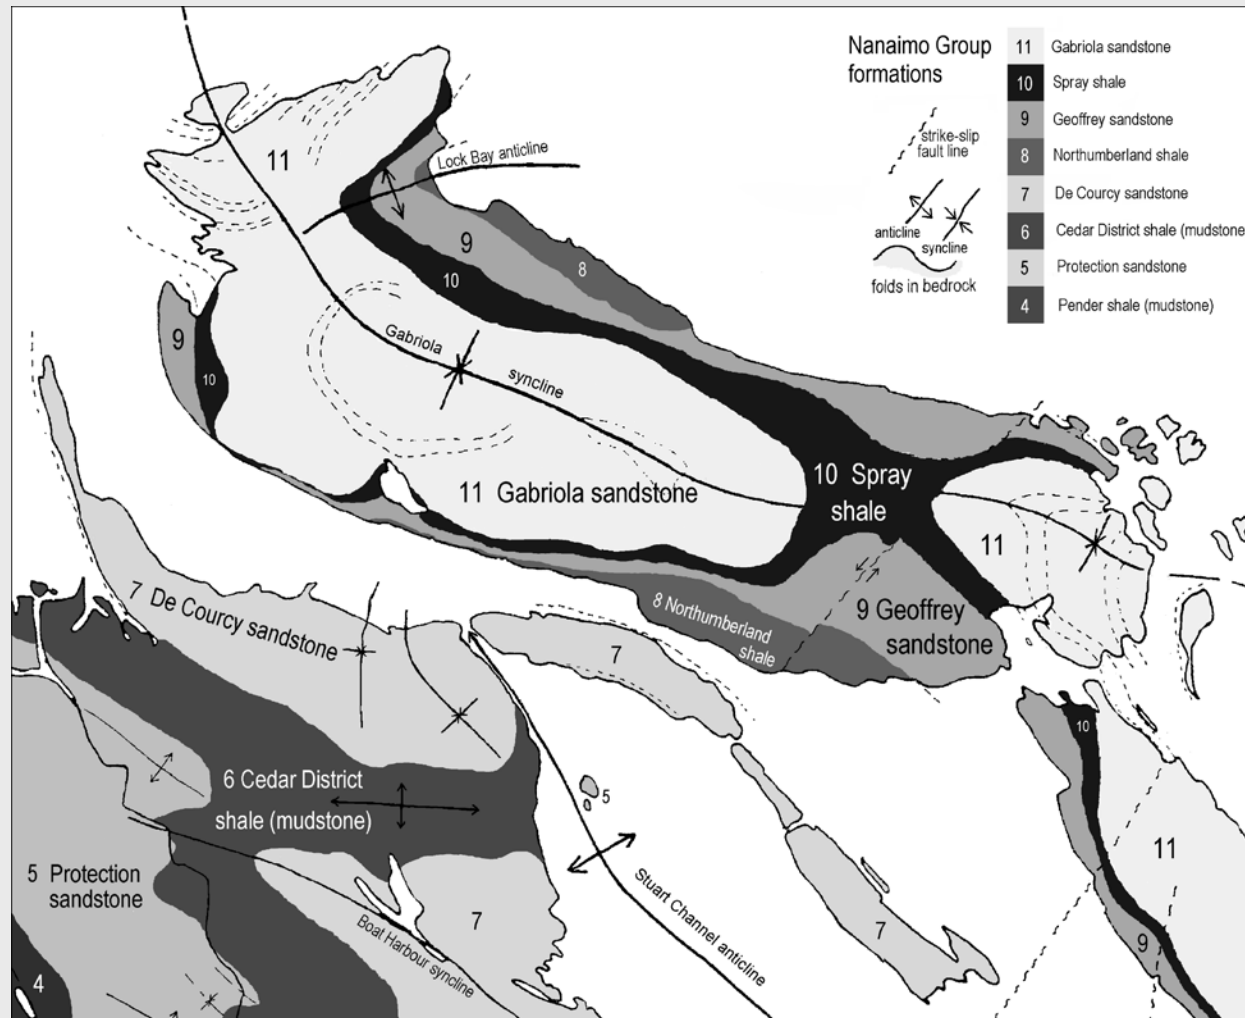 Nanaimo Group
formations
11 Gabriola sandstone
10 Spray shale
9 Geoffrey sandstone
8 Northumberland shale
7 De Courcy sandstone
6 Cedar District shale (mudstone
5 Protection sandstone
4 Pender shale (mudstone)
strike-slip
fault line
anticline
syncline
folds in bedrock
11
Lock Bay anticline
9
8
10
9
10
Gabriola
syncline
11 Gabriola sandstone
10 Spray
shale
11
7 De Courcy sandstone
8 Northumberland
shale
9 Geoffrey
sandstone
7
10
6 Cedar District
shale (mudstone)
5
11
5 Protection
sandstone
7
Boat Harbour syncline
Stuart Channel anticline
7
9
4